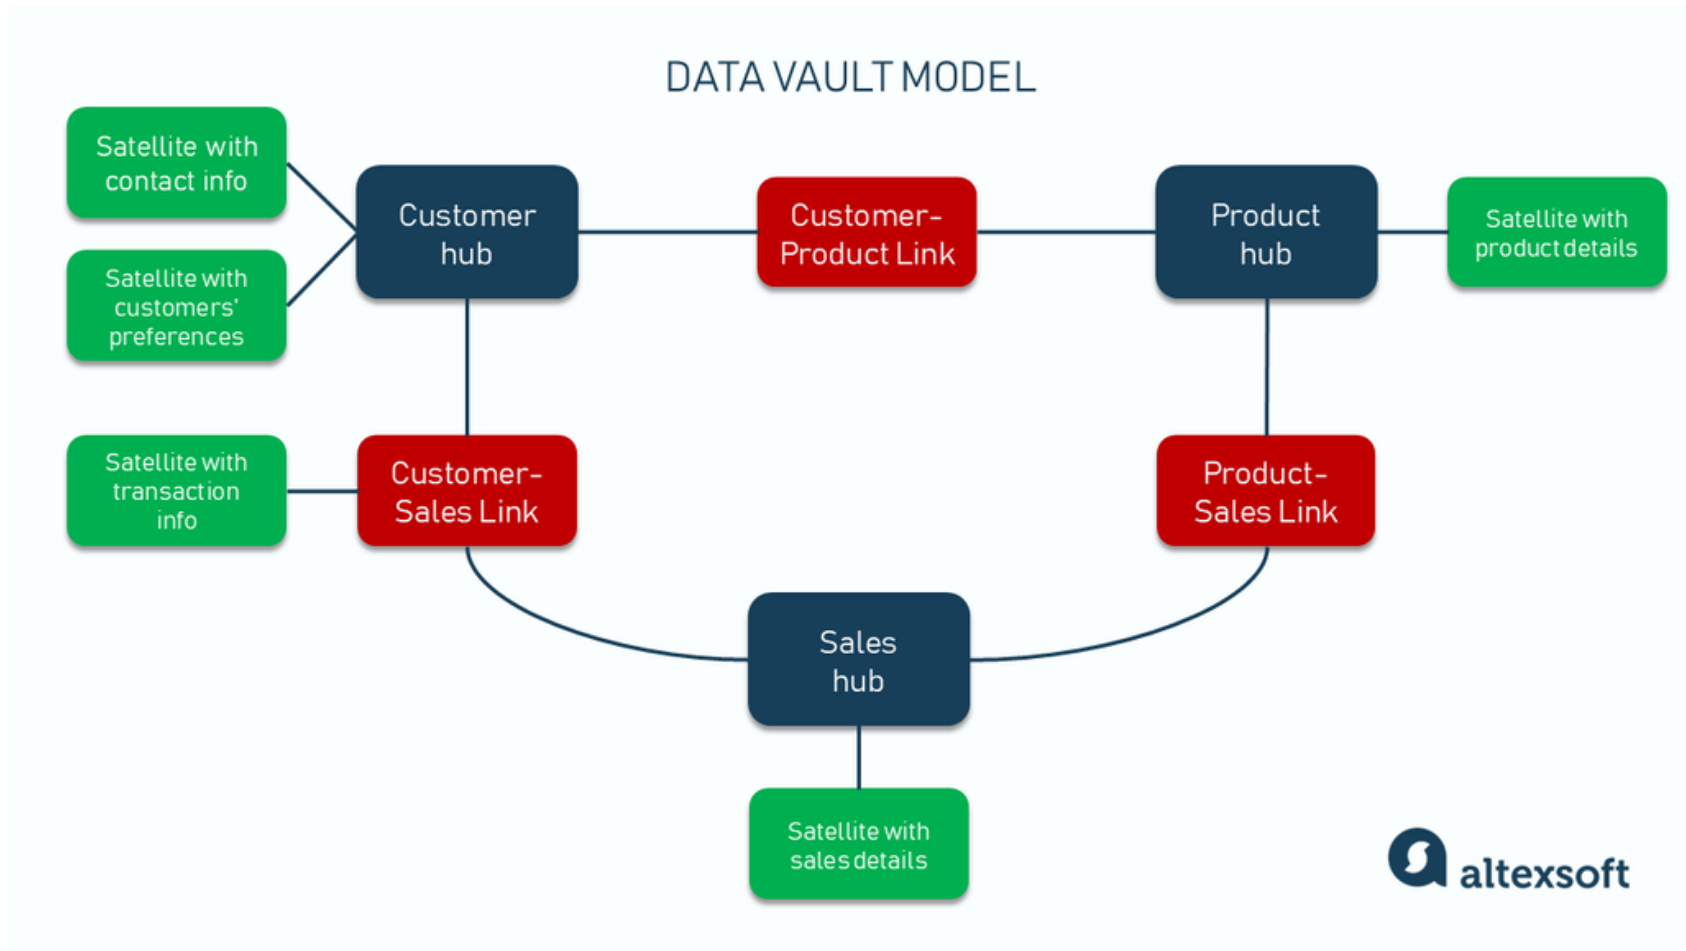 DATA VAULT MODEL
Satellite with
contact info
Customer
hub
Customer-
Product Link
Product
hub
Satellite with
product details
Satellite with
customers'
preferences
Satellite with
transaction
info
Customer-
Sales Link
Product-
Sales Link
Sales
hub
Satellite with
sales details
altexsoft